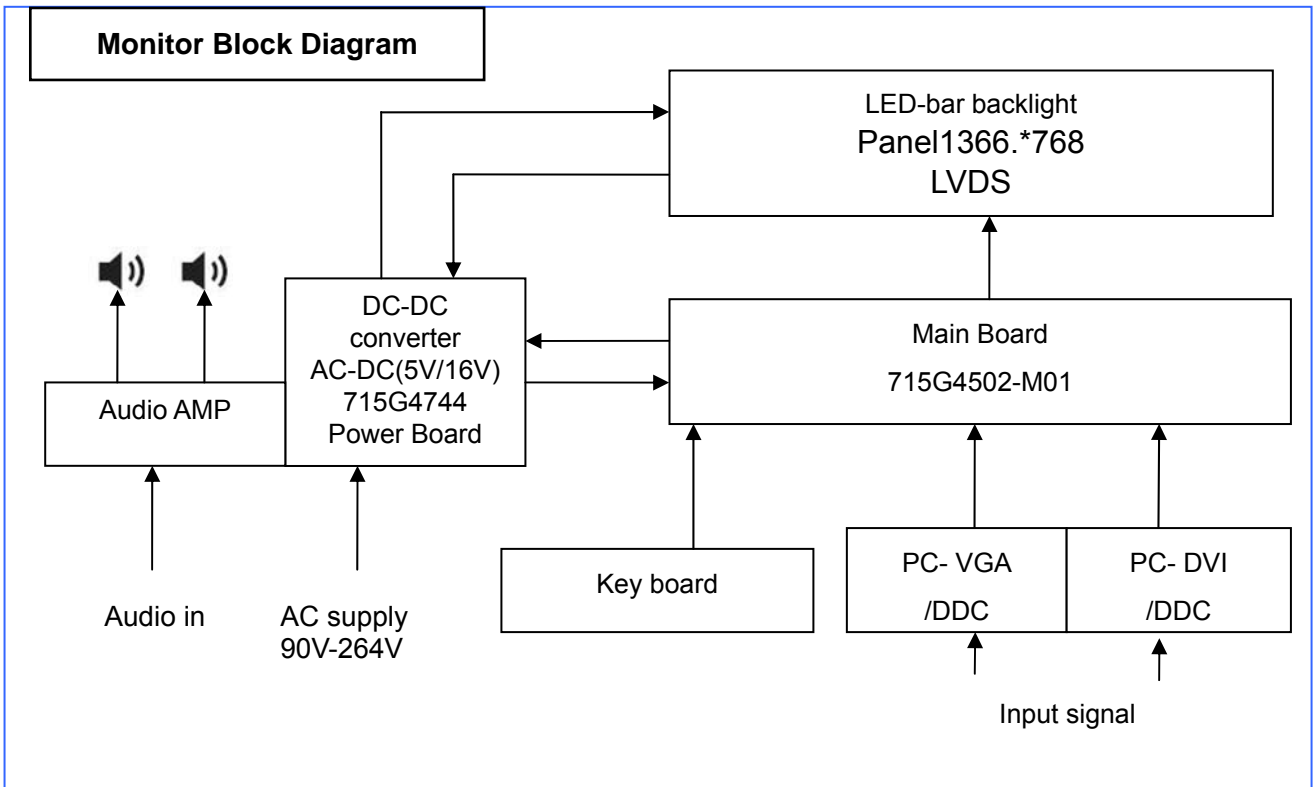 Monitor Block Diagram
LED-bar backlight
Panel1366.*768
LVDS
DC-DC
converter
AC-DC(5V/16V)
715G4744
Power Board
Main Board
715G4502-M01
Audio AMP
Key board
PC- VGA
/DDC
PC- DVI
/DDC
Audio in
AC supply
90V-264V
Input signal